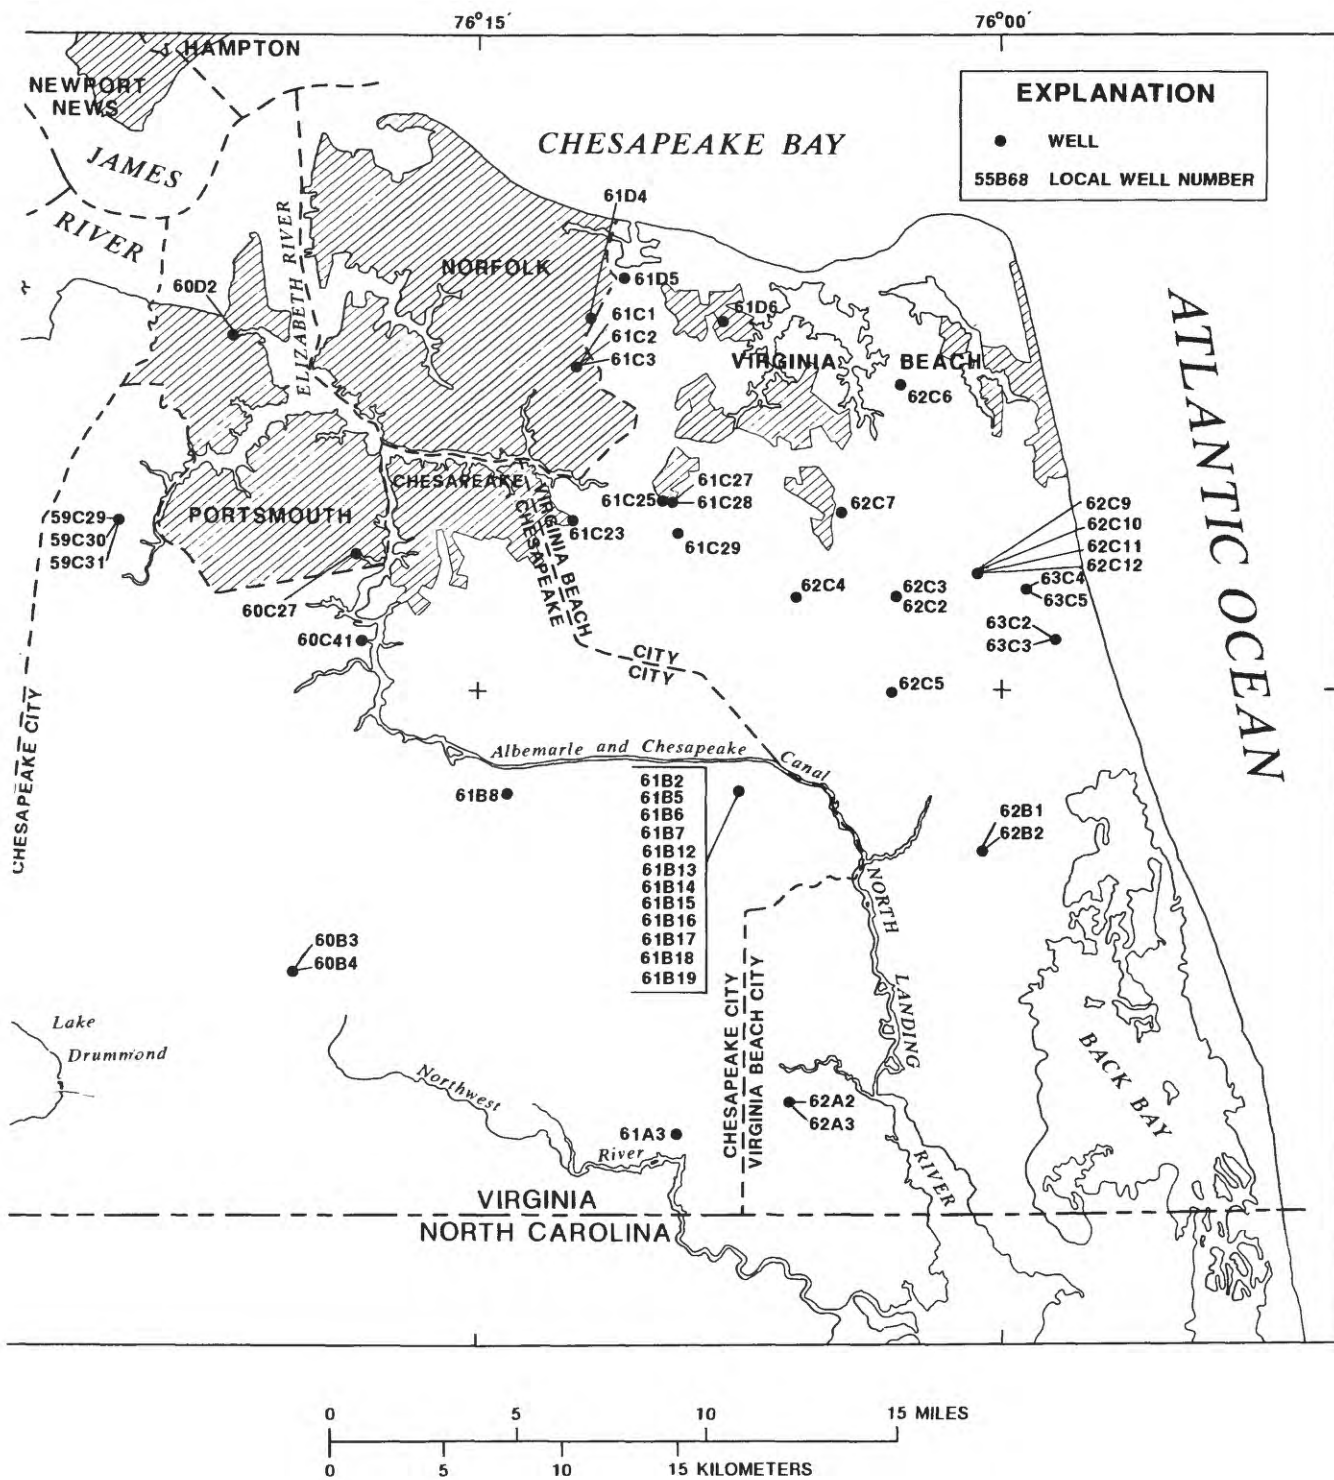 76°15′
76°00′
HAMPTON
NEWPORT
NEWS
JAMES
RIVER
ELIZABETH RIVER
CHESAPEAKE BAY
EXPLANATION
WELL
55B68 LOCAL WELL NUMBER
61D4
NORFOLK
61D5
60D2
61C1
61C2
61C3
61D6
VIRGINIA BEACH
62C6
ATLANTIC OCEAN
CHESAPEAKE
PORTSMOUTH
59C29
59C30
59C31
61C27
61C25
61C28
61C23
61C29
62C7
62C9
62C10
62C11
62C12
VIRGINIA BEACH
CHESAPEAKE
60C27
60C41
62C4
62C3
62C2
63C4
63C5
63C2
63C3
CITY
CITY
62C5
CHESAPEAKE CITY
Albemarle and Chesapeake Canal
61B8
61B2
61B5
61B6
61B7
61B12
61B13
61B14
61B15
61B16
61B17
61B18
61B19
62B1
62B2
NORTH LANDING RIVER
60B3
60B4
CHESAPEAKE CITY
VIRGINIA BEACH CITY
BACK BAY
Lake
Drummond
Northwest River
61A3
62A2
62A3
VIRGINIA
NORTH CAROLINA
0 5 10 15 MILES
0 5 10 15 KILOMETERS